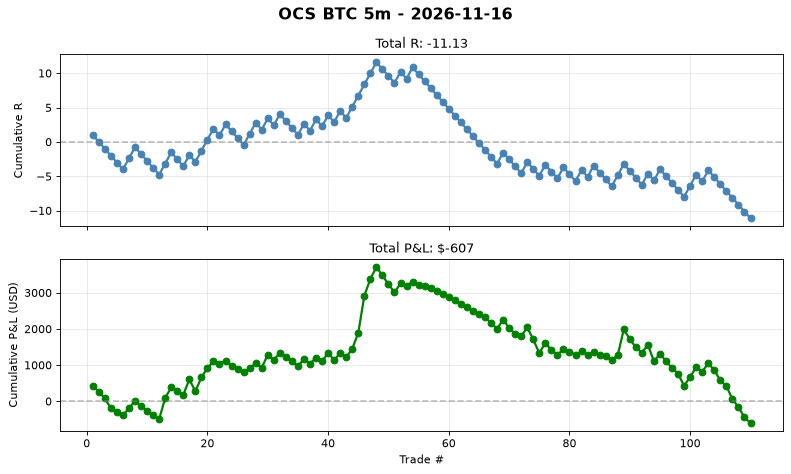 OCS BTC 5m - 2026-11-16
Total R: -11.13
Cumulative R
10
5
0
−5
−10
Total P&L: $-607
Cumulative P&L (USD)
3000
2000
1000
0
0 20 40 60 80 100
Trade #